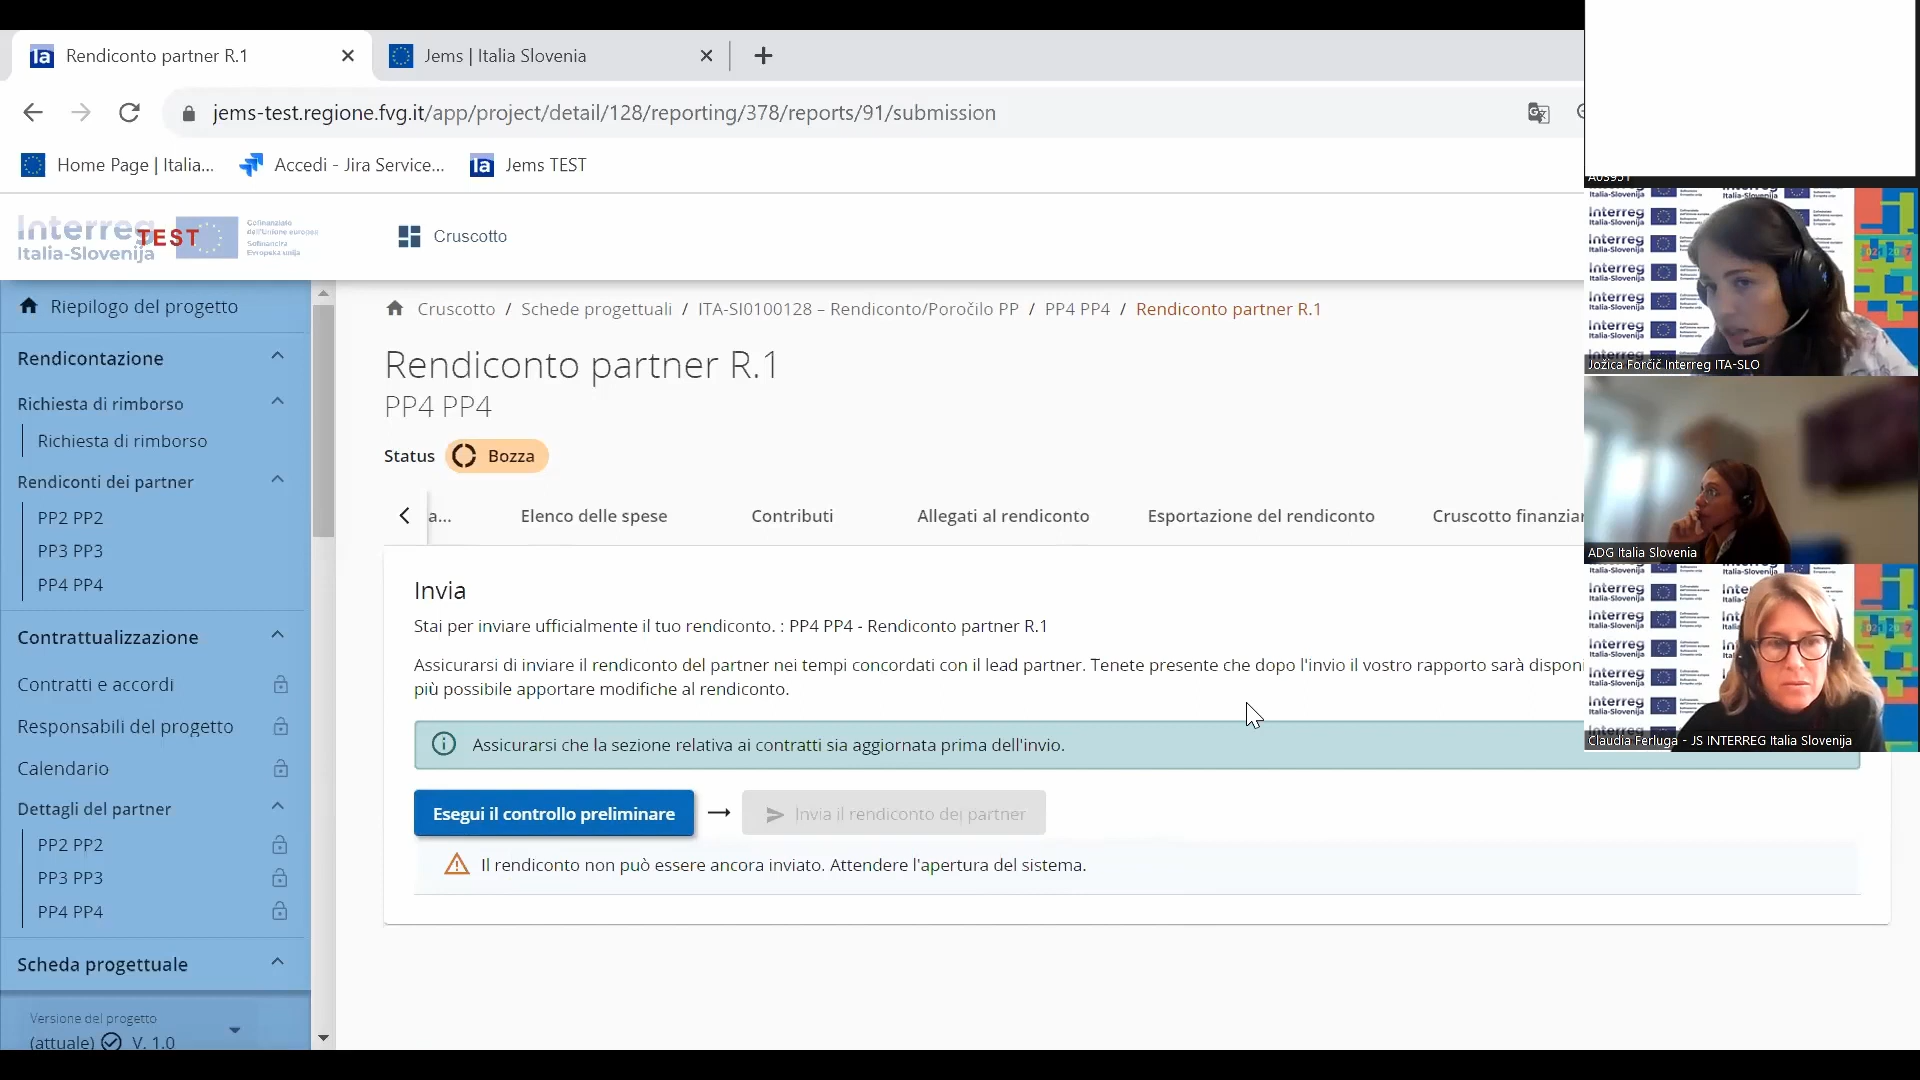 Rendiconto partner R.1
Jems | Italia Slovenia
jems-test.regione.fvg.it/app/project/detail/128/reporting/378/reports/91/submission
Home Page | Italia...
Accedi - Jira Service...
Jems TEST
Interreg
Italia-Slovenija
TEST
Cofinanziato
dell'Unione europea
Sofinancira
Evropska unija
Cruscotto
Riepilogo del progetto
Rendicontazione
Richiesta di rimborso
Richiesta di rimborso
Rendiconti dei partner
PP2 PP2
PP3 PP3
PP4 PP4
Contrattualizzazione
Contratti e accordi
Responsabili del progetto
Calendario
Dettagli del partner
PP2 PP2
PP3 PP3
PP4 PP4
Scheda progettuale
Versione del progetto
(attuale) V. 1.0
Cruscotto / Schede progettuali / ITA-SI0100128 – Rendiconto/Poročilo PP / PP4 PP4 / Rendiconto partner R.1
Rendiconto partner R.1
PP4 PP4
Status Bozza
a...
Elenco delle spese
Contributi
Allegati al rendiconto
Esportazione del rendiconto
Cruscotto finanziar
Invia
Stai per inviare ufficialmente il tuo rendiconto. : PP4 PP4 - Rendiconto partner R.1
Assicurarsi di inviare il rendiconto del partner nei tempi concordati con il lead partner. Tenete presente che dopo l'invio il vostro rapporto sarà disponi
più possibile apportare modifiche al rendiconto.
Assicurarsi che la sezione relativa ai contratti sia aggiornata prima dell'invio.
Esegui il controllo preliminare
Invia il rendiconto dei partner
Il rendiconto non può essere ancora inviato. Attendere l'apertura del sistema.
Jožica Forčič Interreg ITA-SLO
ADG Italia Slovenia
Claudia Ferluga - JS INTERREG Italia Slovenija